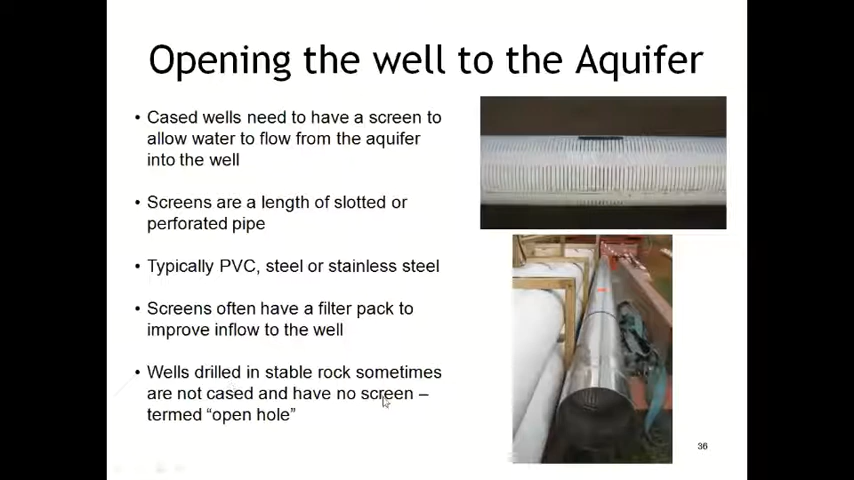 Opening the well to the Aquifer
• Cased wells need to have a screen to
allow water to flow from the aquifer
into the well
• Screens are a length of slotted or
perforated pipe
• Typically PVC, steel or stainless steel
• Screens often have a filter pack to
improve inflow to the well
• Wells drilled in stable rock sometimes
are not cased and have no screen –
termed “open hole”
36